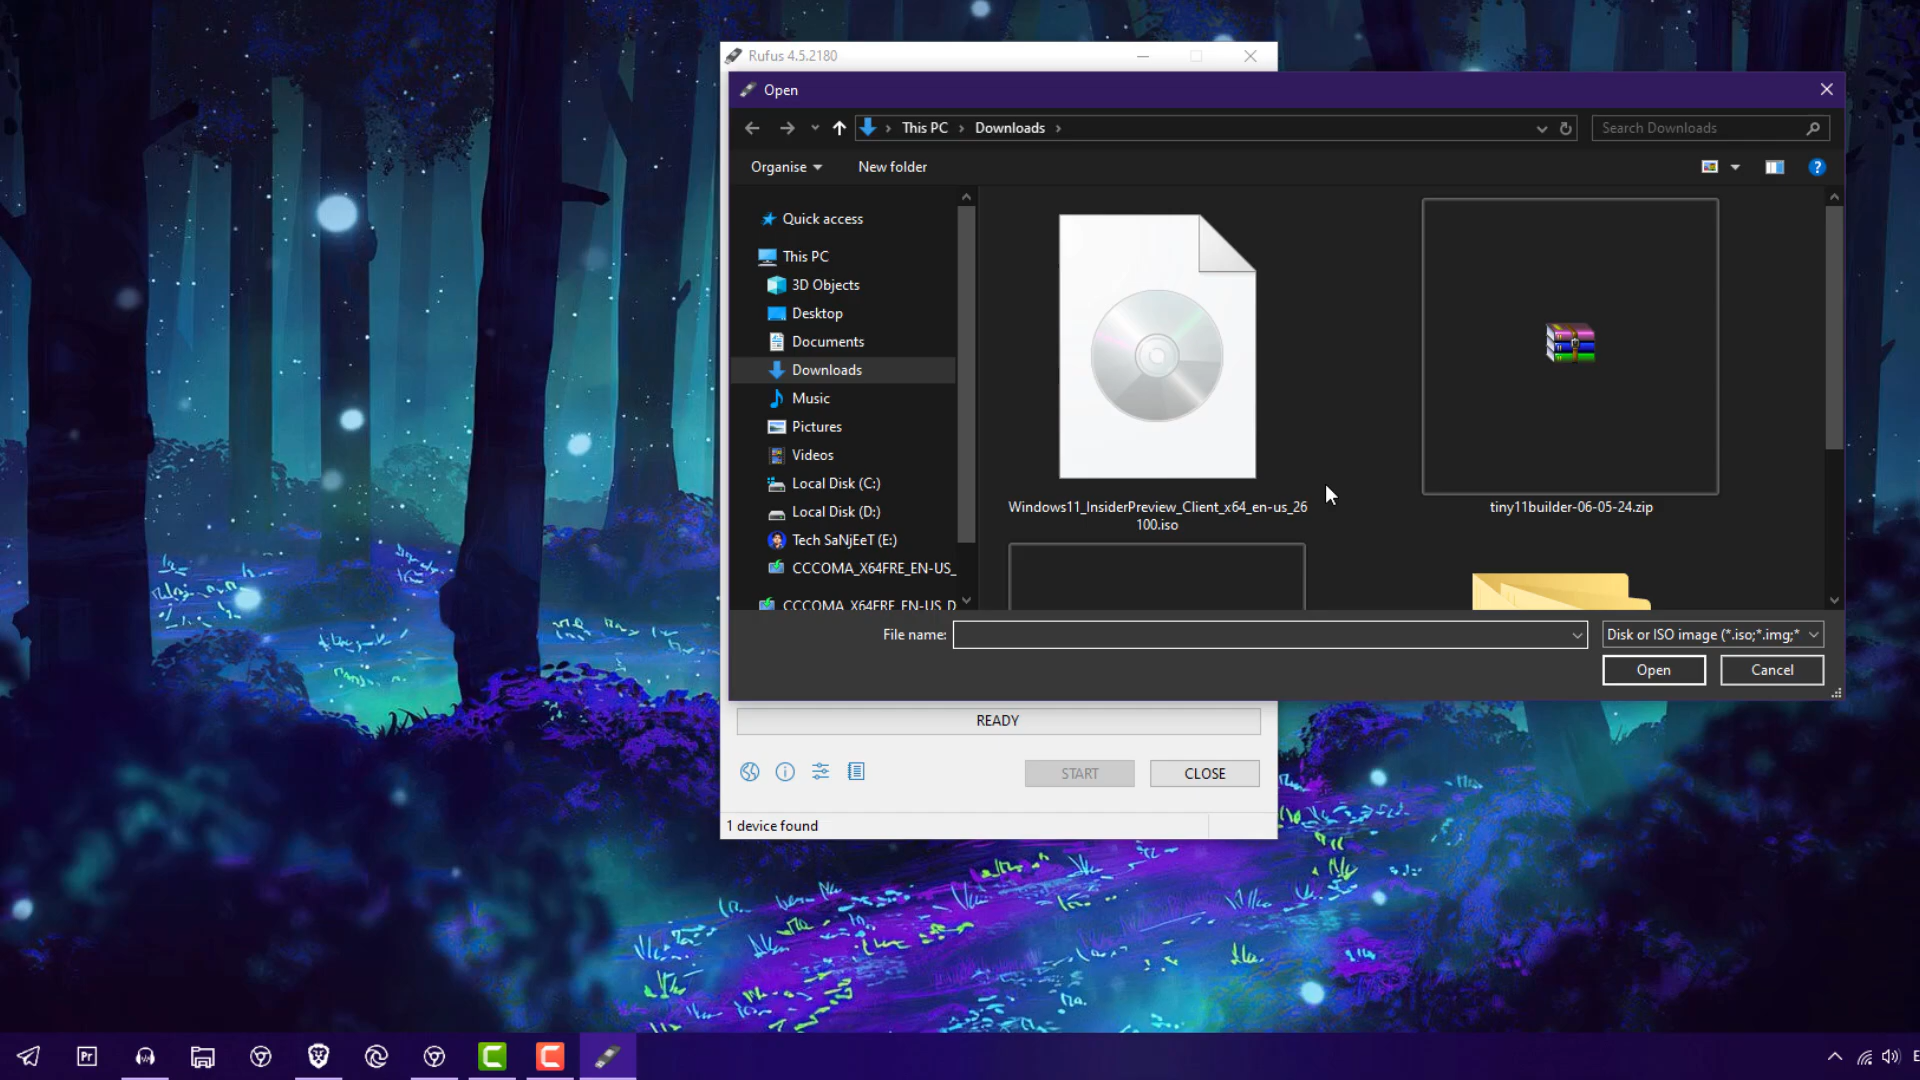 Rufus 4.5.2180
Open
This PC
Downloads
Search Downloads
Organise
New folder
Quick access
This PC
3D Objects
Desktop
Documents
Downloads
Music
Pictures
Videos
Local Disk (C:)
Local Disk (D:)
Tech SaNjEeT (E:)
CCCOMA_X64FRE_EN-US_
CCCOMA_X64FRE_EN-US_D
Windows11_InsiderPreview_Client_x64_en-us_26
100.iso
tiny11builder-06-05-24.zip
File name:
Disk or ISO image (*.iso;*.img;*
Open
Cancel
READY
START
CLOSE
1 device found
Pr